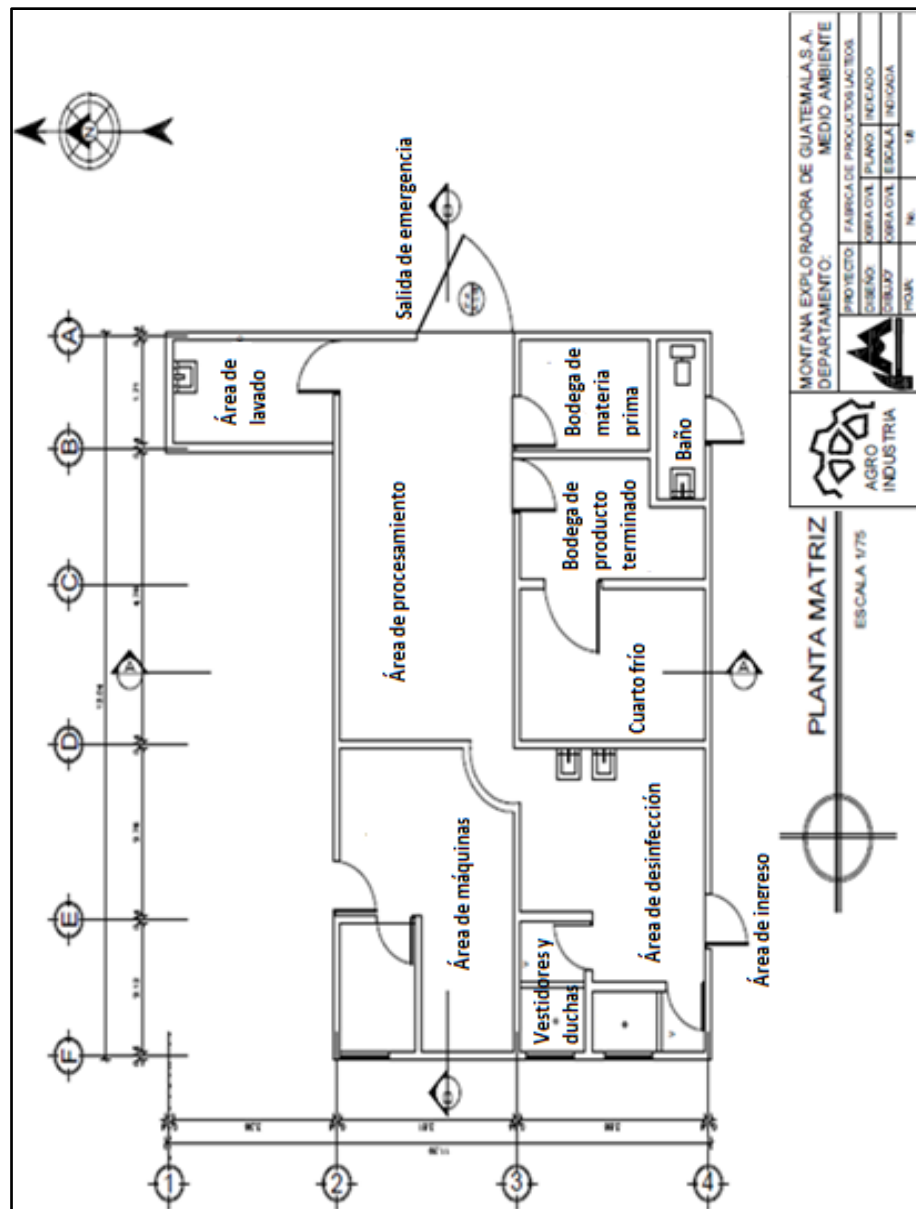 N
Salida de emergencia
A
B
C
D
E
F
Área de
lavado
Área de procesamiento
Bodega de
materia
prima
Baño
Bodega de
producto
terminado
Cuarto frío
A
A
Área de máquinas
Área de desinfección
Vestidores y
duchas
Área de ingreso
1
2
3
4
MONTANA EXPLORADORA DE GUATEMALA,S.A.
DEPARTAMENTO: MEDIO AMBIENTE
PROYECTO: FABRICA DE PRODUCTOS LACTEOS.
DISEÑO: OBRA CIVIL PLANO: INDICADO
DIBUJO: OBRA CIVIL ESCALA: INDICADA
HOJA: No.
AGRO
INDUSTRIA
PLANTA MATRIZ
ESCALA 1/75